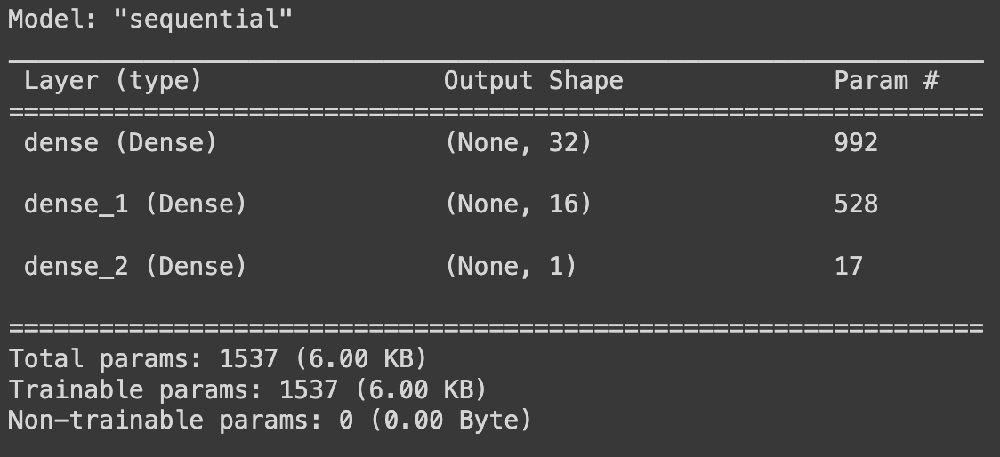 Model: "sequential"
Layer (type) Output Shape Param #
dense (Dense) (None, 32) 992
dense_1 (Dense) (None, 16) 528
dense_2 (Dense) (None, 1) 17
Total params: 1537 (6.00 KB)
Trainable params: 1537 (6.00 KB)
Non-trainable params: 0 (0.00 Byte)